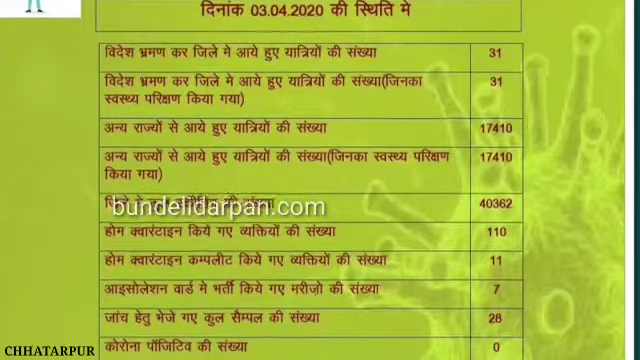 दिनांक 03.04.2020 की स्थिति मे
विदेश भ्रमण कर जिले मे आये हुए यात्रियों की संख्या 31
विदेश भ्रमण कर जिले मे आये हुए यात्रियों की संख्या(जिनका 31
स्वस्थ्य परिक्षण किया गया)
अन्य राज्यों से आये हुए यात्रियों की संख्या 17410
अन्य राज्यों से आये हुए यात्रियों की संख्या(जिनका स्वस्थ्य परिक्षण 17410
किया गया)
40362
bundelidarpan.com
होम क्वारंटाइन किये गए व्यक्तियों की संख्या 110
होम क्वारंटाइन कम्पलीट किये गए व्यक्तियों की संख्या 11
आइसोलेशन वार्ड मे भर्ती किये गए मरीज़ो की संख्या 7
जांच हेतु भेजे गए कुल सैम्पल की संख्या 28
कोरोना पॉजिटिव की संख्या 0
CHHATARPUR